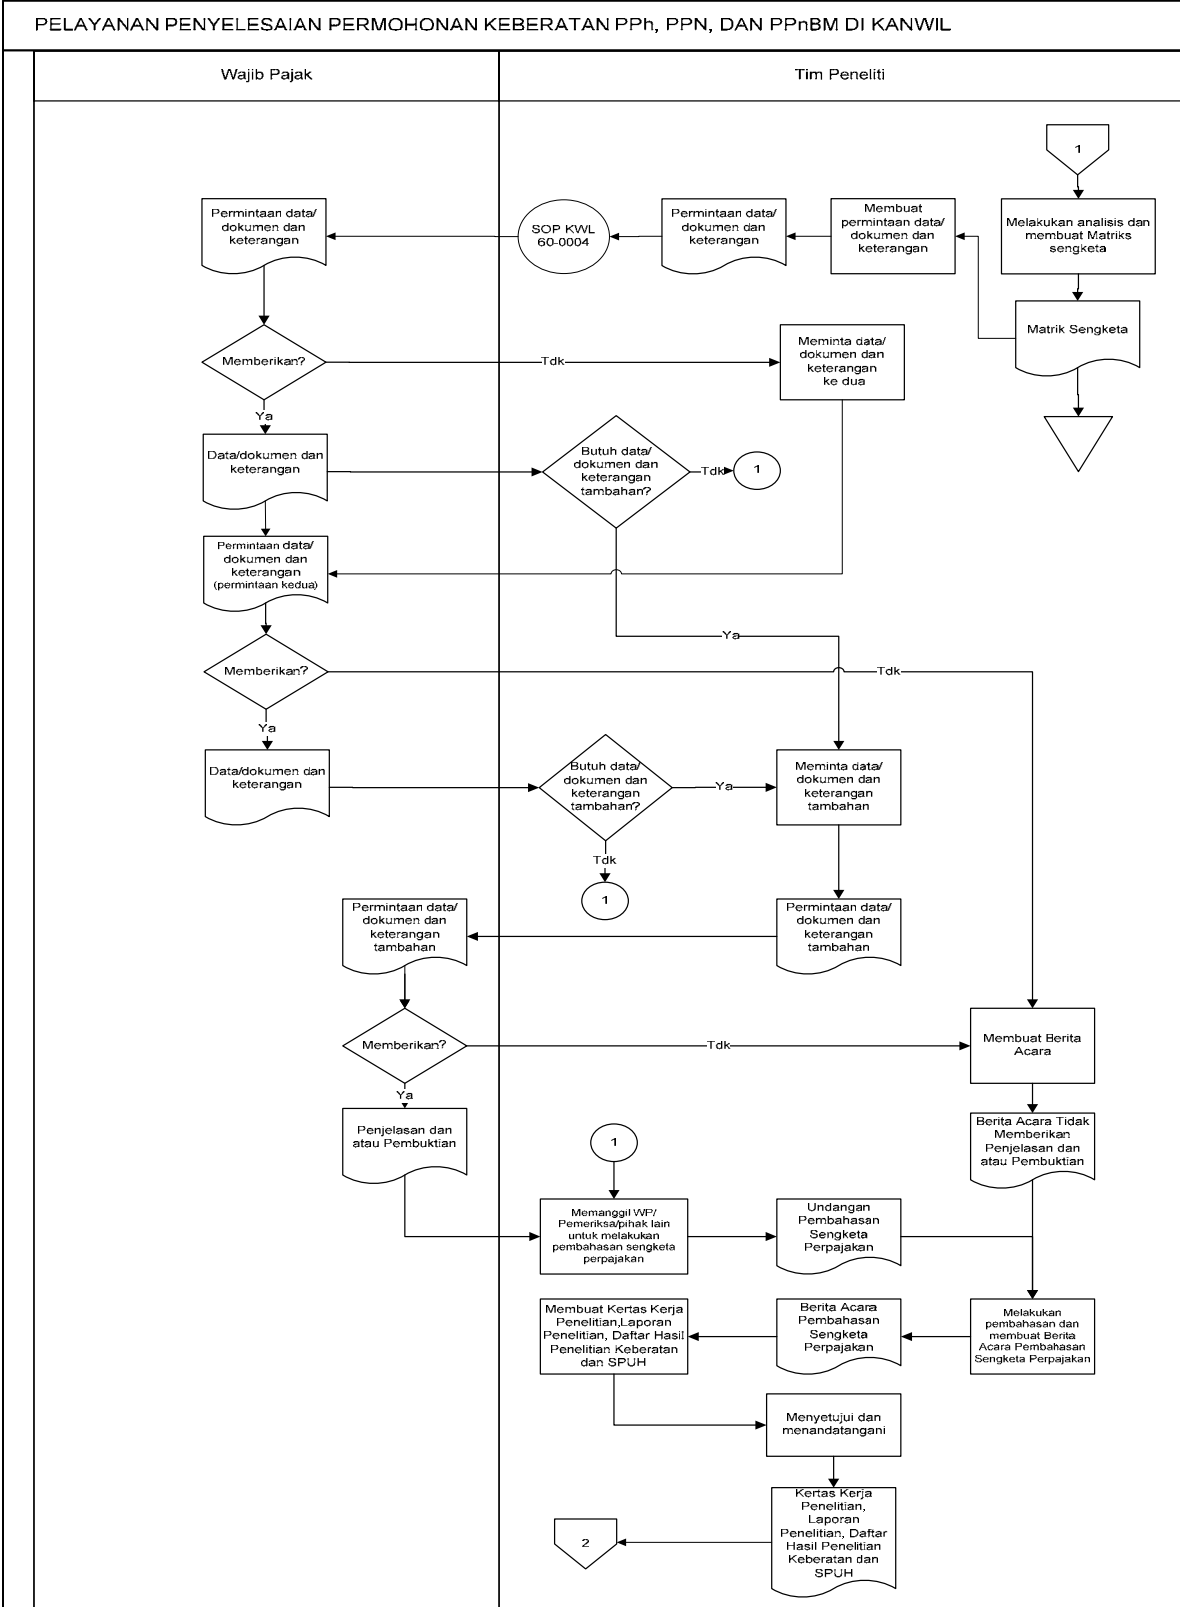 PELAYANAN PENYELESAIAN PERMOHONAN KEBERATAN PPh, PPN, DAN PPnBM DI KANWIL
Wajib Pajak
Tim Peneliti
1
Permintaan data/
dokumen dan
keterangan
SOP KWL
60-0004
Permintaan data/
dokumen dan
keterangan
Membuat
permintaan data/
dokumen dan
keterangan
Melakukan analisis dan
membuat Matriks
sengketa
Matrik Sengketa
Memberikan?
Tdk
Meminta data/
dokumen dan
keterangan
ke dua
Ya
Data/dokumen dan
keterangan
Butuh data/
dokumen dan
keterangan
tambahan?
Tdk
1
Permintaan data/
dokumen dan
keterangan
(permintaan kedua)
Ya
Memberikan?
Tdk
Ya
Data/dokumen dan
keterangan
Butuh data/
dokumen dan
keterangan
tambahan?
Ya
Meminta data/
dokumen dan
keterangan
tambahan
Tdk
1
Permintaan data/
dokumen dan
keterangan
tambahan
Permintaan data/
dokumen dan
keterangan
tambahan
Memberikan?
Tdk
Membuat Berita
Acara
Ya
Penjelasan dan
atau Pembuktian
1
Berita Acara Tidak
Memberikan
Penjelasan dan
atau Pembuktian
Memanggil WP/
Pemeriksa/pihak lain
untuk melakukan
pembahasan sengketa
perpajakan
Undangan
Pembahasan
Sengketa
Perpajakan
Membuat Kertas Kerja
Penelitian,Laporan
Penelitian, Daftar Hasil
Penelitian Keberatan
dan SPUH
Berita Acara
Pembahasan
Sengketa
Perpajakan
Melakukan
pembahasan dan
membuat Berita
Acara Pembahasan
Sengketa Perpajakan
Menyetujui dan
menandatangani
Kertas Kerja
Penelitian,
Laporan
Penelitian, Daftar
Hasil Penelitian
Keberatan dan
SPUH
2